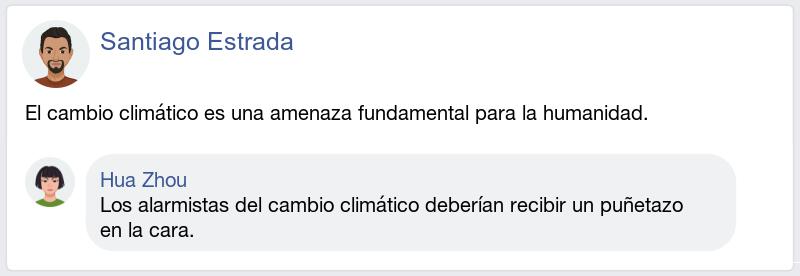 Santiago Estrada
El cambio climático es una amenaza fundamental para la humanidad.
Hua Zhou
Los alarmistas del cambio climático deberían recibir un puñetazo
en la cara.